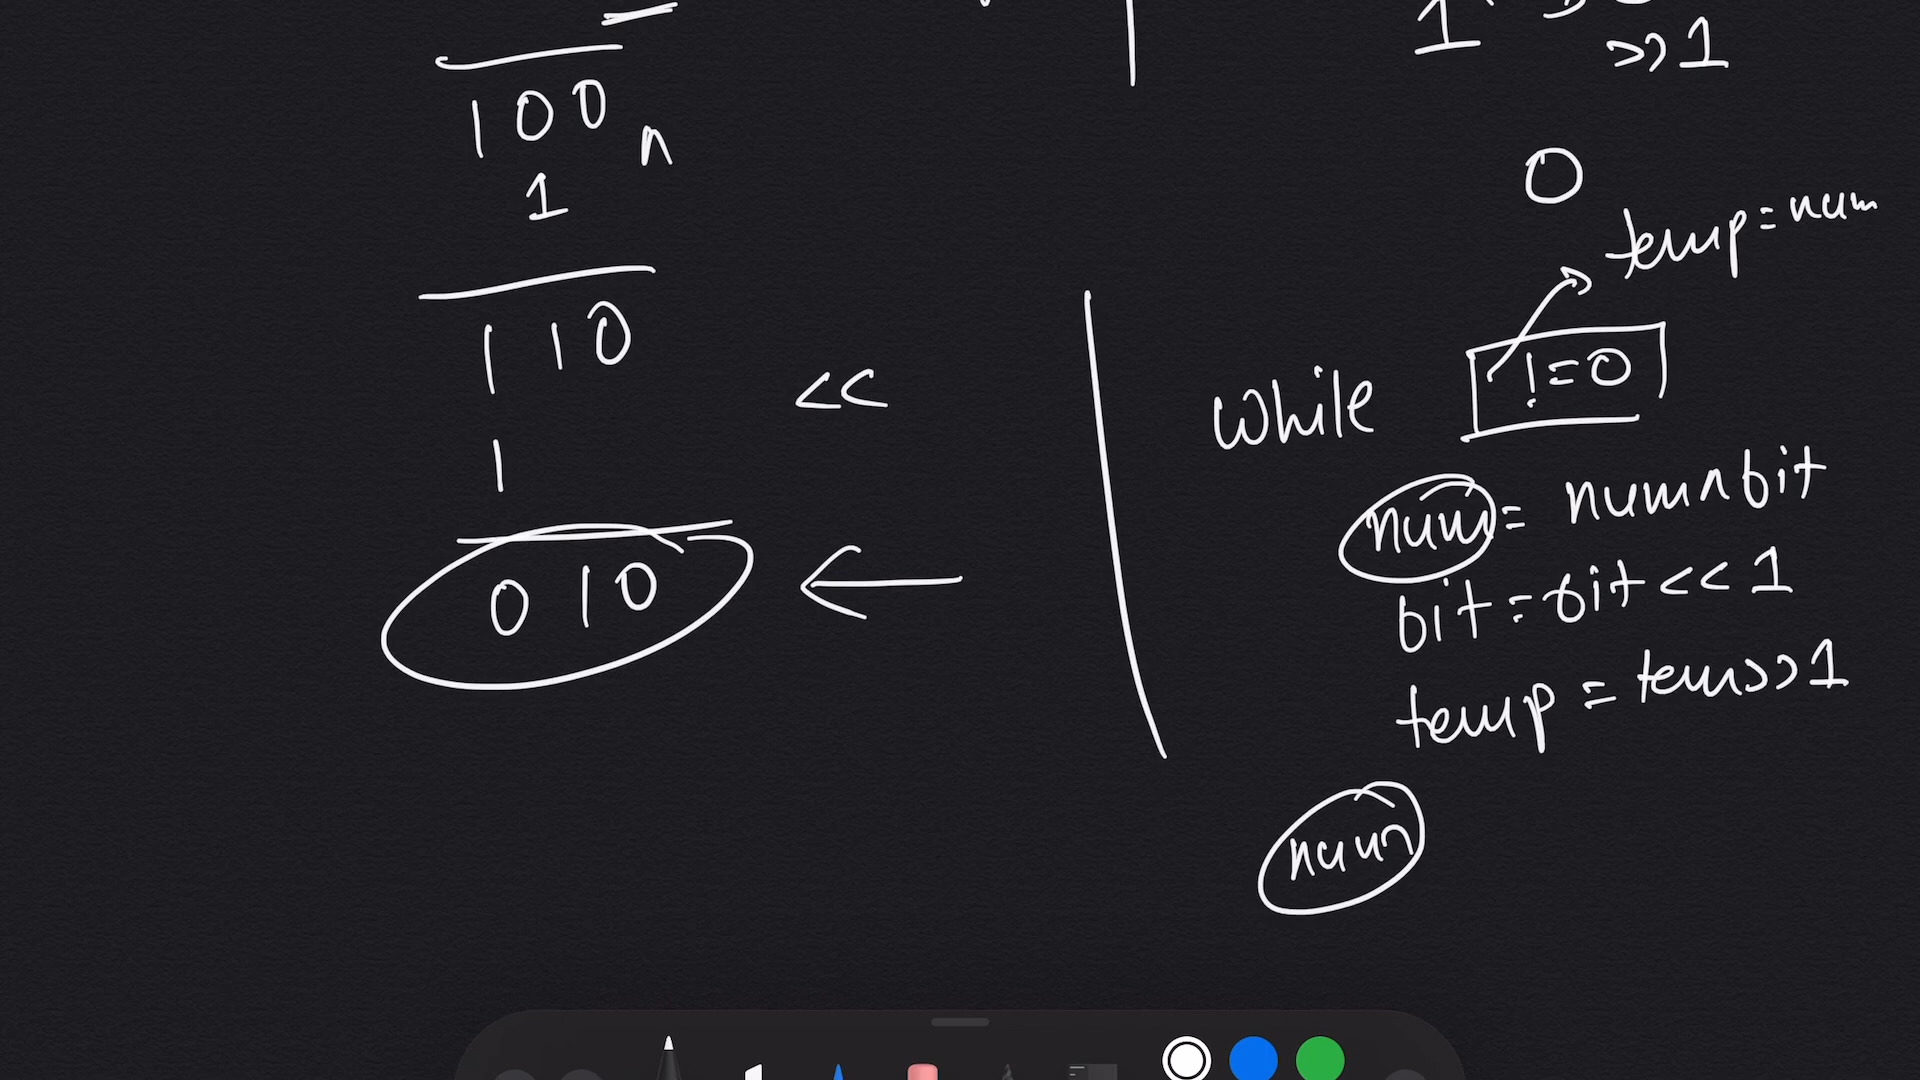 100
n
1
110
<<
1
010
>>1
0
temp=num
while !=0
num= num^bit
bit=bit<<1
temp = tem>>1
num